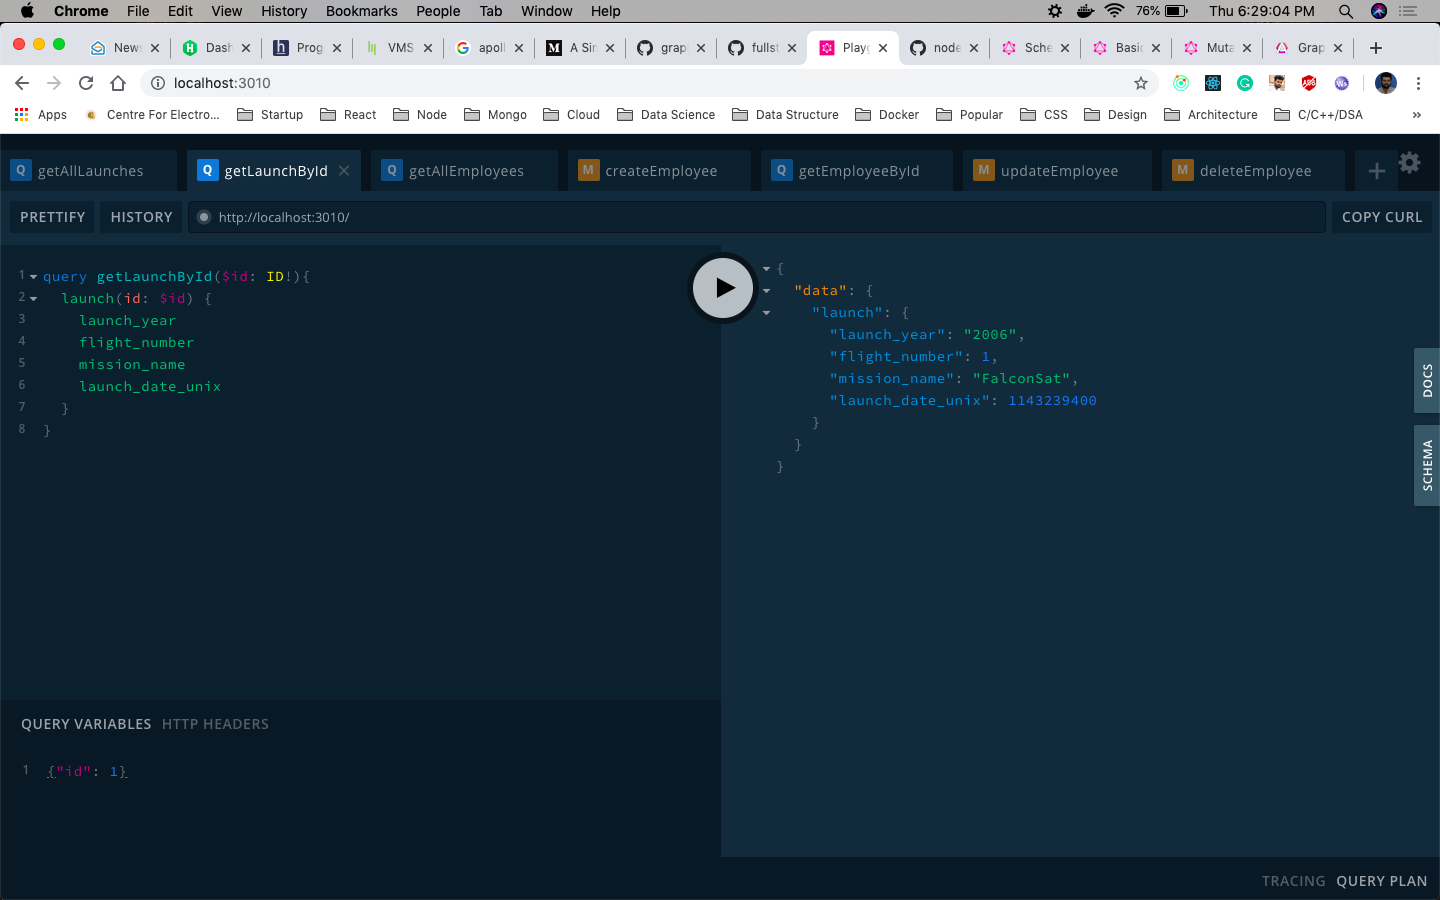 Chrome File Edit View History Bookmarks People Tab Window Help 76% Thu 6:29:04 PM
News Dash Prog VMS apoll A Sim grap fullst Playg node Sche Basic Muta Grap
localhost:3010
Apps Centre For Electro... Startup React Node Mongo Cloud Data Science Data Structure Docker Popular CSS Design Architecture C/C++/DSA »
Q getAllLaunches Q getLaunchById Q getAllEmployees M createEmployee Q getEmployeeById M updateEmployee M deleteEmployee
PRETTIFY HISTORY http://localhost:3010/ COPY CURL
1 query getLaunchById($id: ID!){
2 launch(id: $id) {
3 launch_year
4 flight_number
5 mission_name
6 launch_date_unix
7 }
8 }
{
"data": {
"launch": {
"launch_year": "2006",
"flight_number": 1,
"mission_name": "FalconSat",
"launch_date_unix": 1143239400
}
}
}
DOCS
SCHEMA
QUERY VARIABLES HTTP HEADERS
1 {"id": 1}
TRACING QUERY PLAN